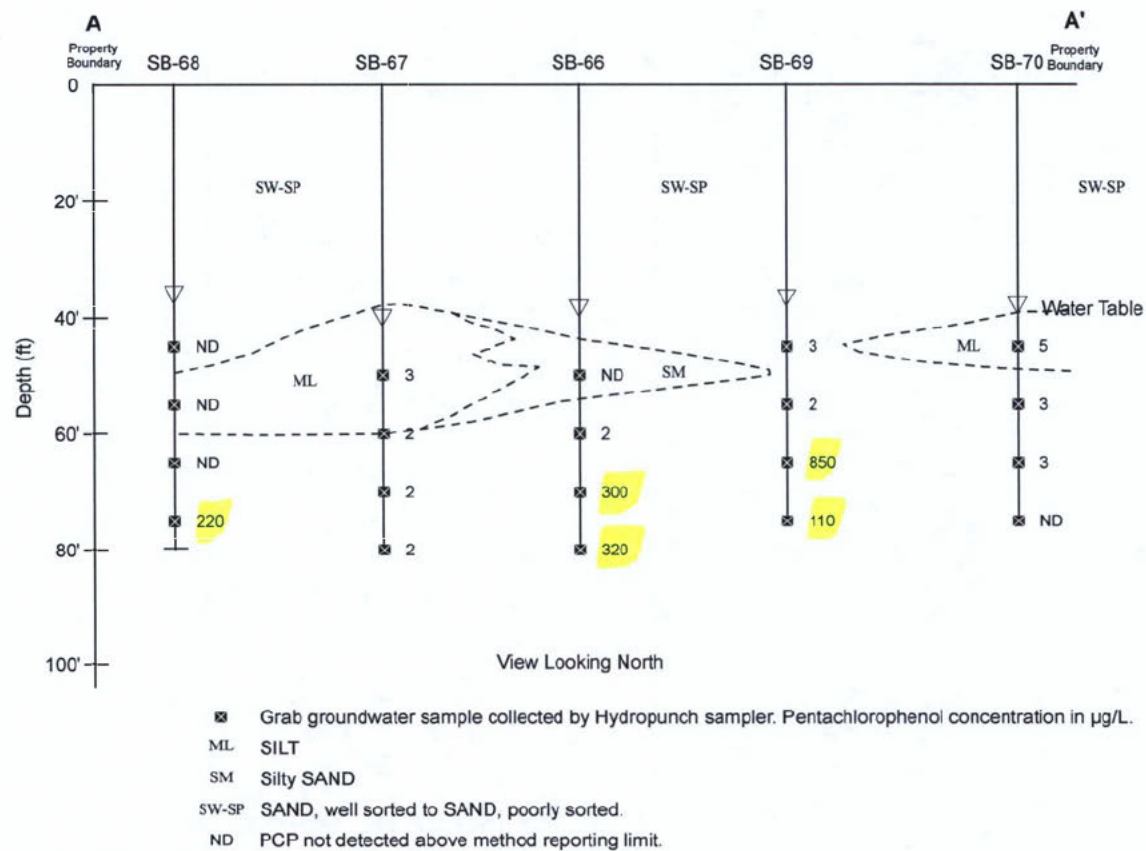 A A'
Property Boundary SB-68 SB-67 SB-66 SB-69 SB-70 Property Boundary
0
SW-SP SW-SP SW-SP
20'
40' Water Table
ND 3 ML 5
ML 3 ND SM
ND 2 3
60' 2 2
ND 850 3
2 300
220 110 ND
80' 2 320
Depth (ft)
100' View Looking North
Grab groundwater sample collected by Hydropunch sampler. Pentachlorophenol concentration in µg/L.
ML SILT
SM Silty SAND
SW-SP SAND, well sorted to SAND, poorly sorted.
ND PCP not detected above method reporting limit.